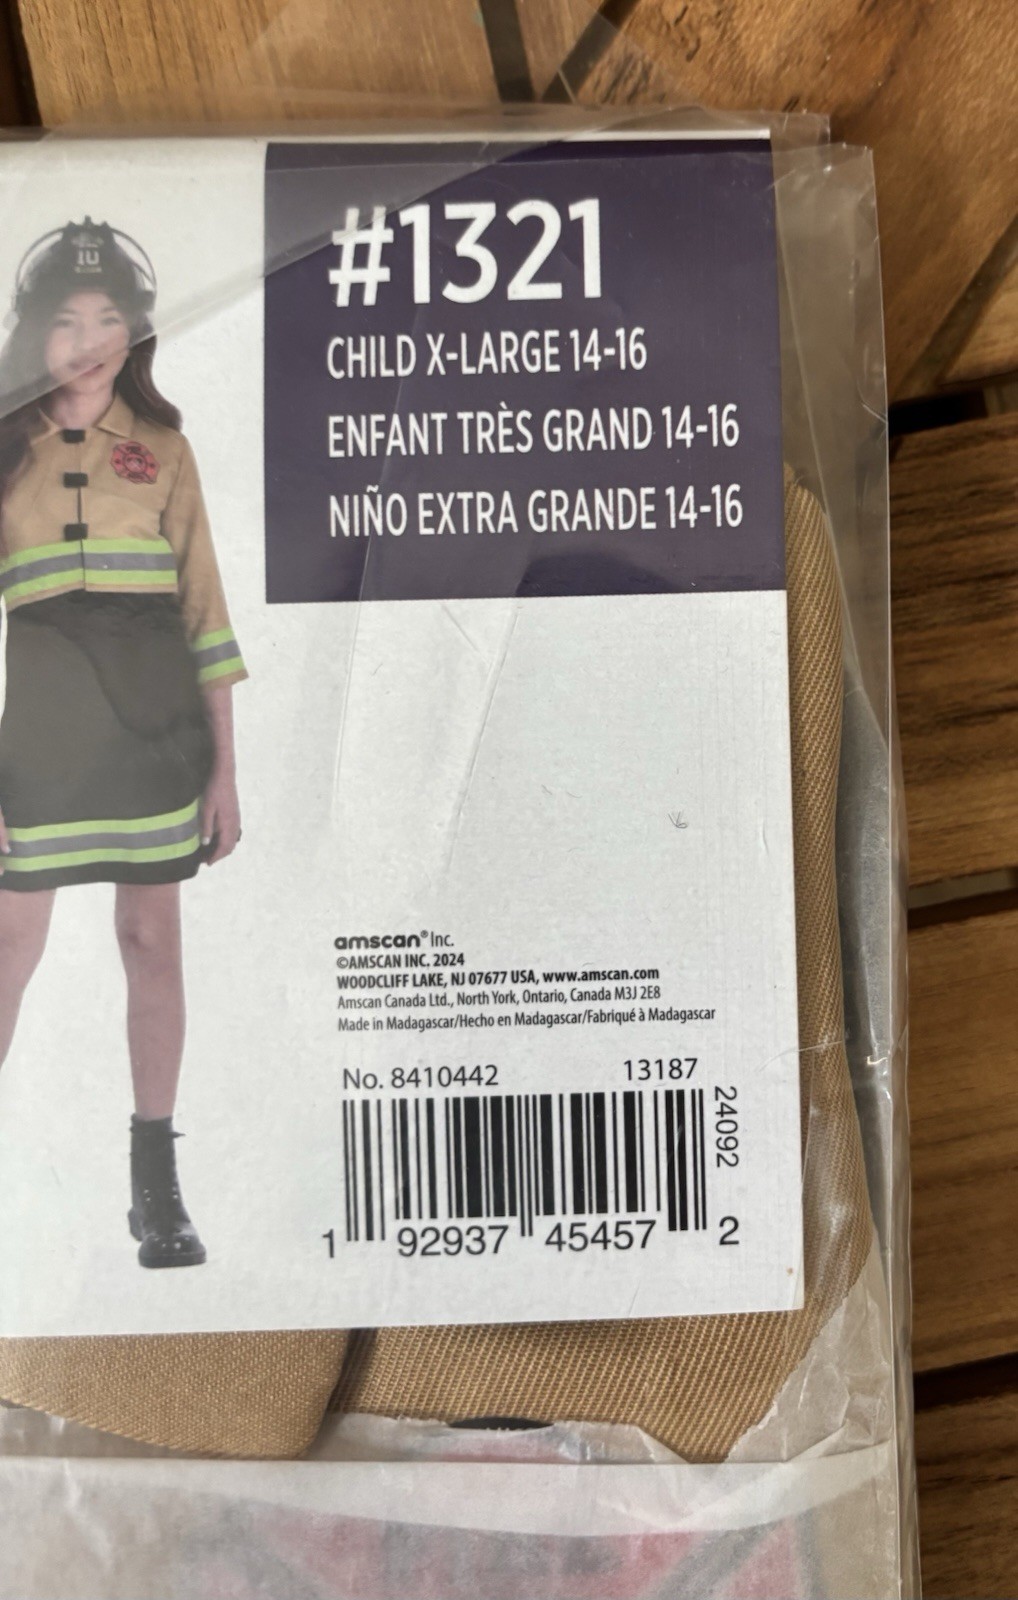 #1321
CHILD X-LARGE 14-16
ENFANT TRÈS GRAND 14-16
NIÑO EXTRA GRANDE 14-16
amscan® Inc.
©AMSCAN INC. 2024
WOODCLIFF LAKE, NJ 07677 USA, www.amscan.com
Amscan Canada Ltd., North York, Ontario, Canada M3J 2E8
Made in Madagascar/Hecho en Madagascar/Fabriqué à Madagascar
No. 8410442 13187
24092
1 92937 45457 2